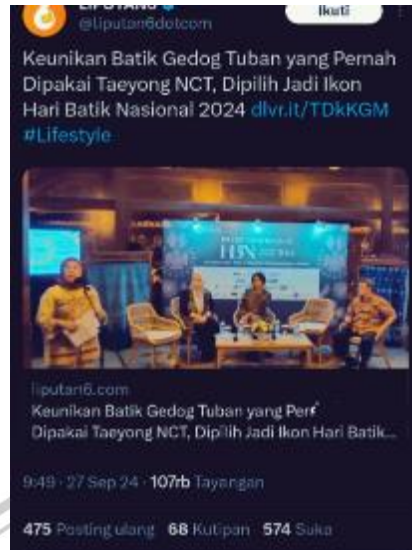 LIPUTAN6
@liputan6dotcom
Ikuti
Keunikan Batik Gedog Tuban yang Pernah
Dipakai Taeyong NCT, Dipilih Jadi Ikon
Hari Batik Nasional 2024 dlvr.it/TDkKGM
#Lifestyle
HBN
liputan6.com
Keunikan Batik Gedog Tuban yang Per
Dipakai Taeyong NCT, Dipilih Jadi Ikon Hari Batik...
9:49 · 27 Sep 24 · 107rb Tayangan
475 Posting ulang 68 Kutipan 574 Suka